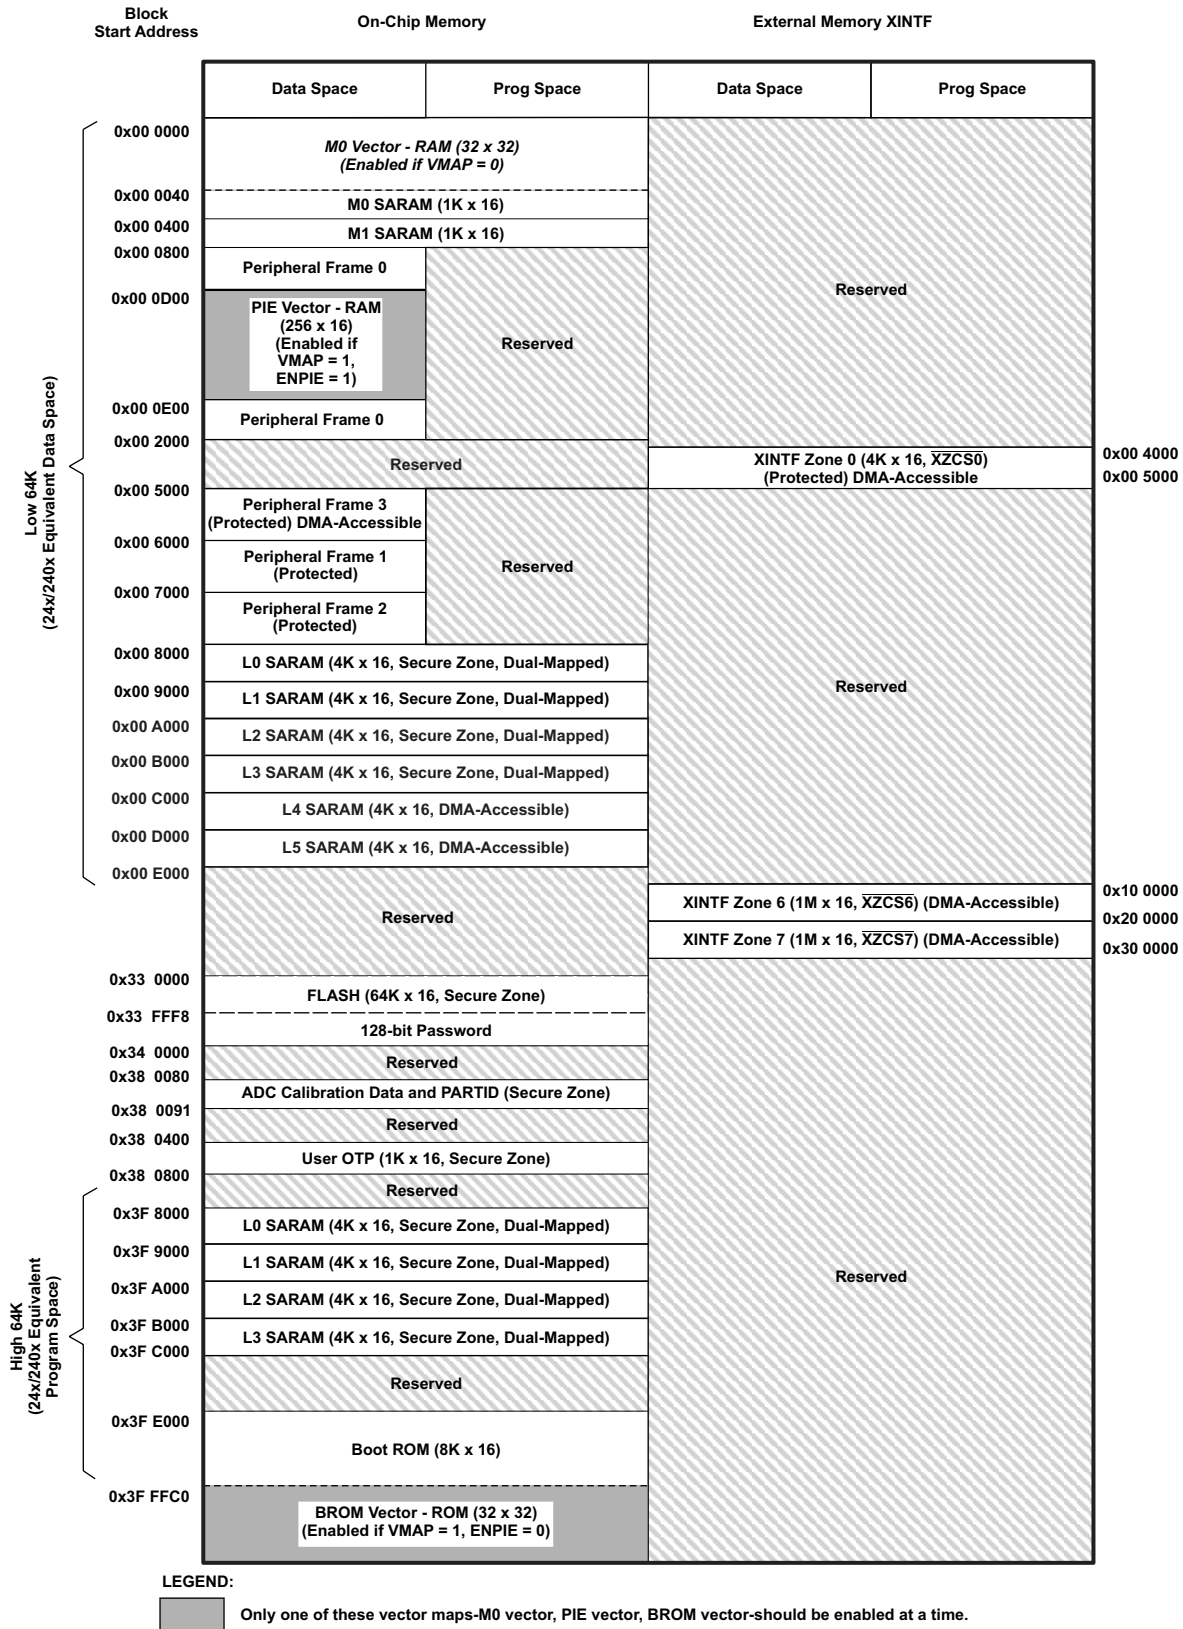 Block
Start Address
On-Chip Memory
External Memory XINTF
Data Space
Prog Space
Data Space
Prog Space
0x00 0000
M0 Vector - RAM (32 x 32)
(Enabled if VMAP = 0)
0x00 0040
M0 SARAM (1K x 16)
0x00 0400
M1 SARAM (1K x 16)
0x00 0800
Peripheral Frame 0
0x00 0D00
PIE Vector - RAM
(256 x 16)
(Enabled if
VMAP = 1,
ENPIE = 1)
Reserved
Reserved
0x00 0E00
Peripheral Frame 0
0x00 2000
Reserved
XINTF Zone 0 (4K x 16, XZCS0)
(Protected) DMA-Accessible
0x00 4000
0x00 5000
Low 64K
(24x/240x Equivalent Data Space)
0x00 5000
Peripheral Frame 3
(Protected) DMA-Accessible
0x00 6000
Peripheral Frame 1
(Protected)
Reserved
0x00 7000
Peripheral Frame 2
(Protected)
0x00 8000
L0 SARAM (4K x 16, Secure Zone, Dual-Mapped)
Reserved
0x00 9000
L1 SARAM (4K x 16, Secure Zone, Dual-Mapped)
0x00 A000
L2 SARAM (4K x 16, Secure Zone, Dual-Mapped)
0x00 B000
L3 SARAM (4K x 16, Secure Zone, Dual-Mapped)
0x00 C000
L4 SARAM (4K x 16, DMA-Accessible)
0x00 D000
L5 SARAM (4K x 16, DMA-Accessible)
0x00 E000
Reserved
0x10 0000
XINTF Zone 6 (1M x 16, XZCS6) (DMA-Accessible)
0x20 0000
XINTF Zone 7 (1M x 16, XZCS7) (DMA-Accessible)
0x30 0000
0x33 0000
FLASH (64K x 16, Secure Zone)
0x33 FFF8
128-bit Password
0x34 0000
Reserved
0x38 0080
ADC Calibration Data and PARTID (Secure Zone)
0x38 0091
Reserved
0x38 0400
User OTP (1K x 16, Secure Zone)
0x38 0800
Reserved
0x3F 8000
L0 SARAM (4K x 16, Secure Zone, Dual-Mapped)
0x3F 9000
L1 SARAM (4K x 16, Secure Zone, Dual-Mapped)
Reserved
0x3F A000
L2 SARAM (4K x 16, Secure Zone, Dual-Mapped)
0x3F B000
L3 SARAM (4K x 16, Secure Zone, Dual-Mapped)
0x3F C000
High 64K
(24x/240x Equivalent
Program Space)
Reserved
0x3F E000
Boot ROM (8K x 16)
0x3F FFC0
BROM Vector - ROM (32 x 32)
(Enabled if VMAP = 1, ENPIE = 0)
LEGEND:
Only one of these vector maps-M0 vector, PIE vector, BROM vector-should be enabled at a time.